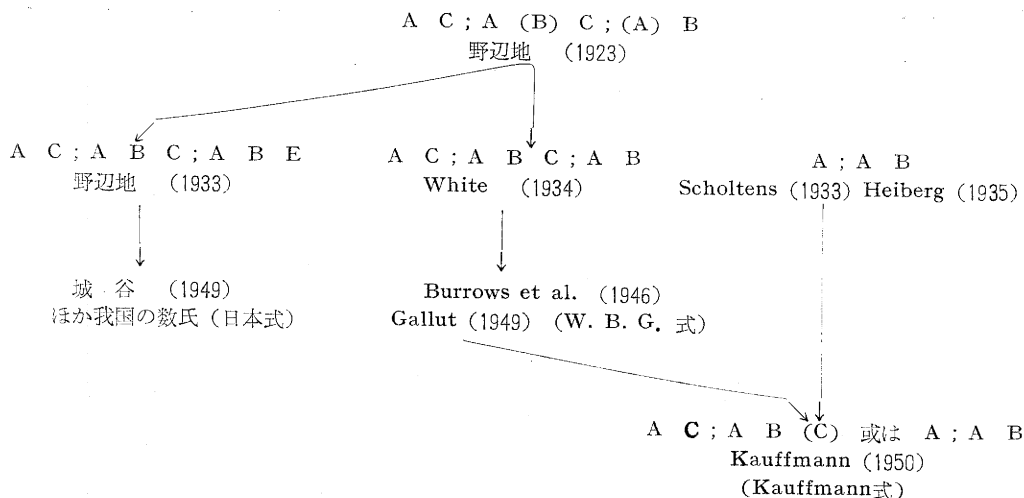 A C ; A (B) C ; (A) B
野辺地 (1923)
A C ; A B C ; A B E
野辺地 (1933)
A C ; A B C ; A B
White (1934)
A ; A B
Scholtens (1933) Heiberg (1935)
城谷 (1949)
ほか我国の数氏(日本式)
Burrows et al. (1946)
Gallut (1949) (W. B. G. 式)
A C ; A B (C) 或は A ; A B
Kauffmann (1950)
(Kauffmann式)